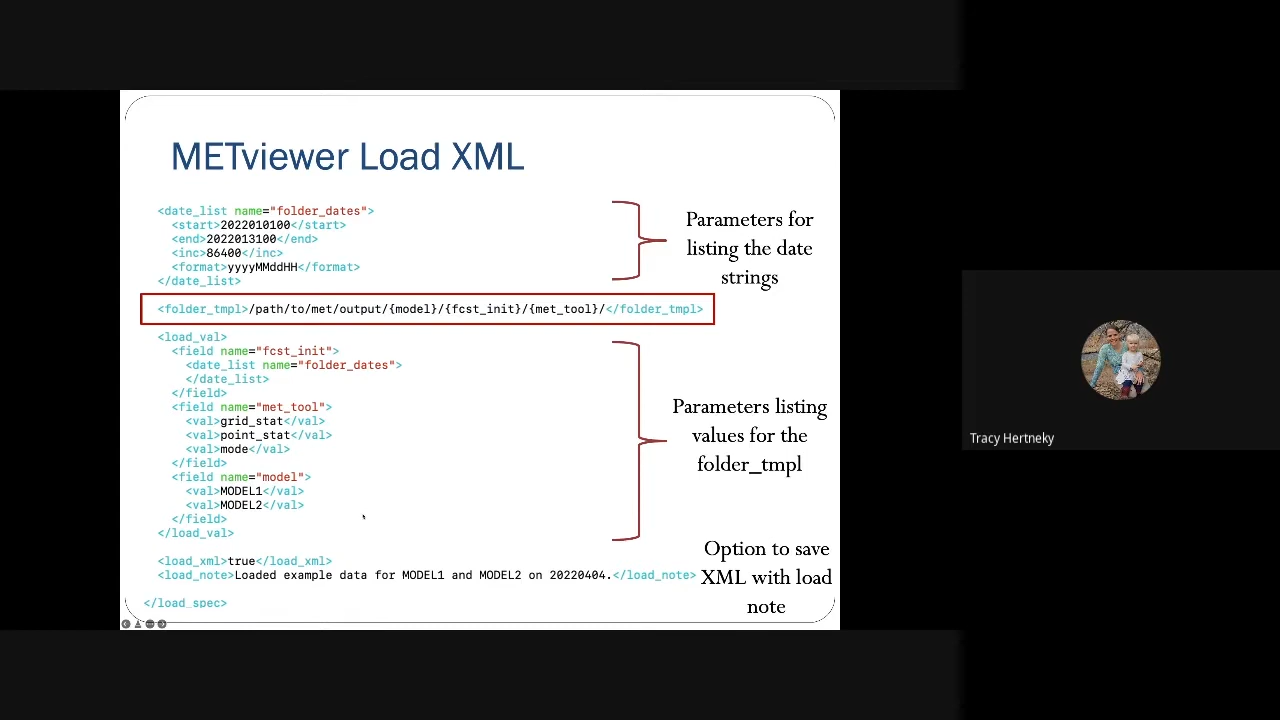 METviewer Load XML
<date_list name="folder_dates">
<start>2022010100</start>
<end>2022013100</end>
<inc>86400</inc>
<format>yyyyMMddHH</format>
</date_list>
Parameters for
listing the date
strings
<folder_tmpl>/path/to/met/output/{model}/{fcst_init}/{met_tool}/</folder_tmpl>
<load_val>
<field name="fcst_init">
<date_list name="folder_dates">
</date_list>
</field>
<field name="met_tool">
<val>grid_stat</val>
<val>point_stat</val>
<val>mode</val>
</field>
<field name="model">
<val>MODEL1</val>
<val>MODEL2</val>
</field>
</load_val>
Parameters listing
values for the
folder_tmpl
<load_xml>true</load_xml>
<load_note>Loaded example data for MODEL1 and MODEL2 on 20220404.</load_note>
</load_spec>
Option to save
XML with load
note
Tracy Hertneky